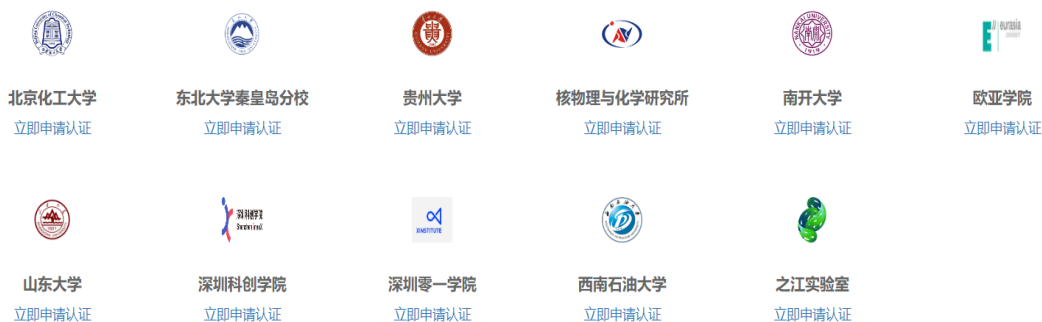 eurasia
北京化工大学
东北大学秦皇岛分校
贵州大学
核物理与化学研究所
南开大学
欧亚学院
立即申请认证
立即申请认证
立即申请认证
立即申请认证
立即申请认证
立即申请认证
XINSTITUTE
山东大学
深圳科创学院
深圳零一学院
西南石油大学
之江实验室
立即申请认证
立即申请认证
立即申请认证
立即申请认证
立即申请认证